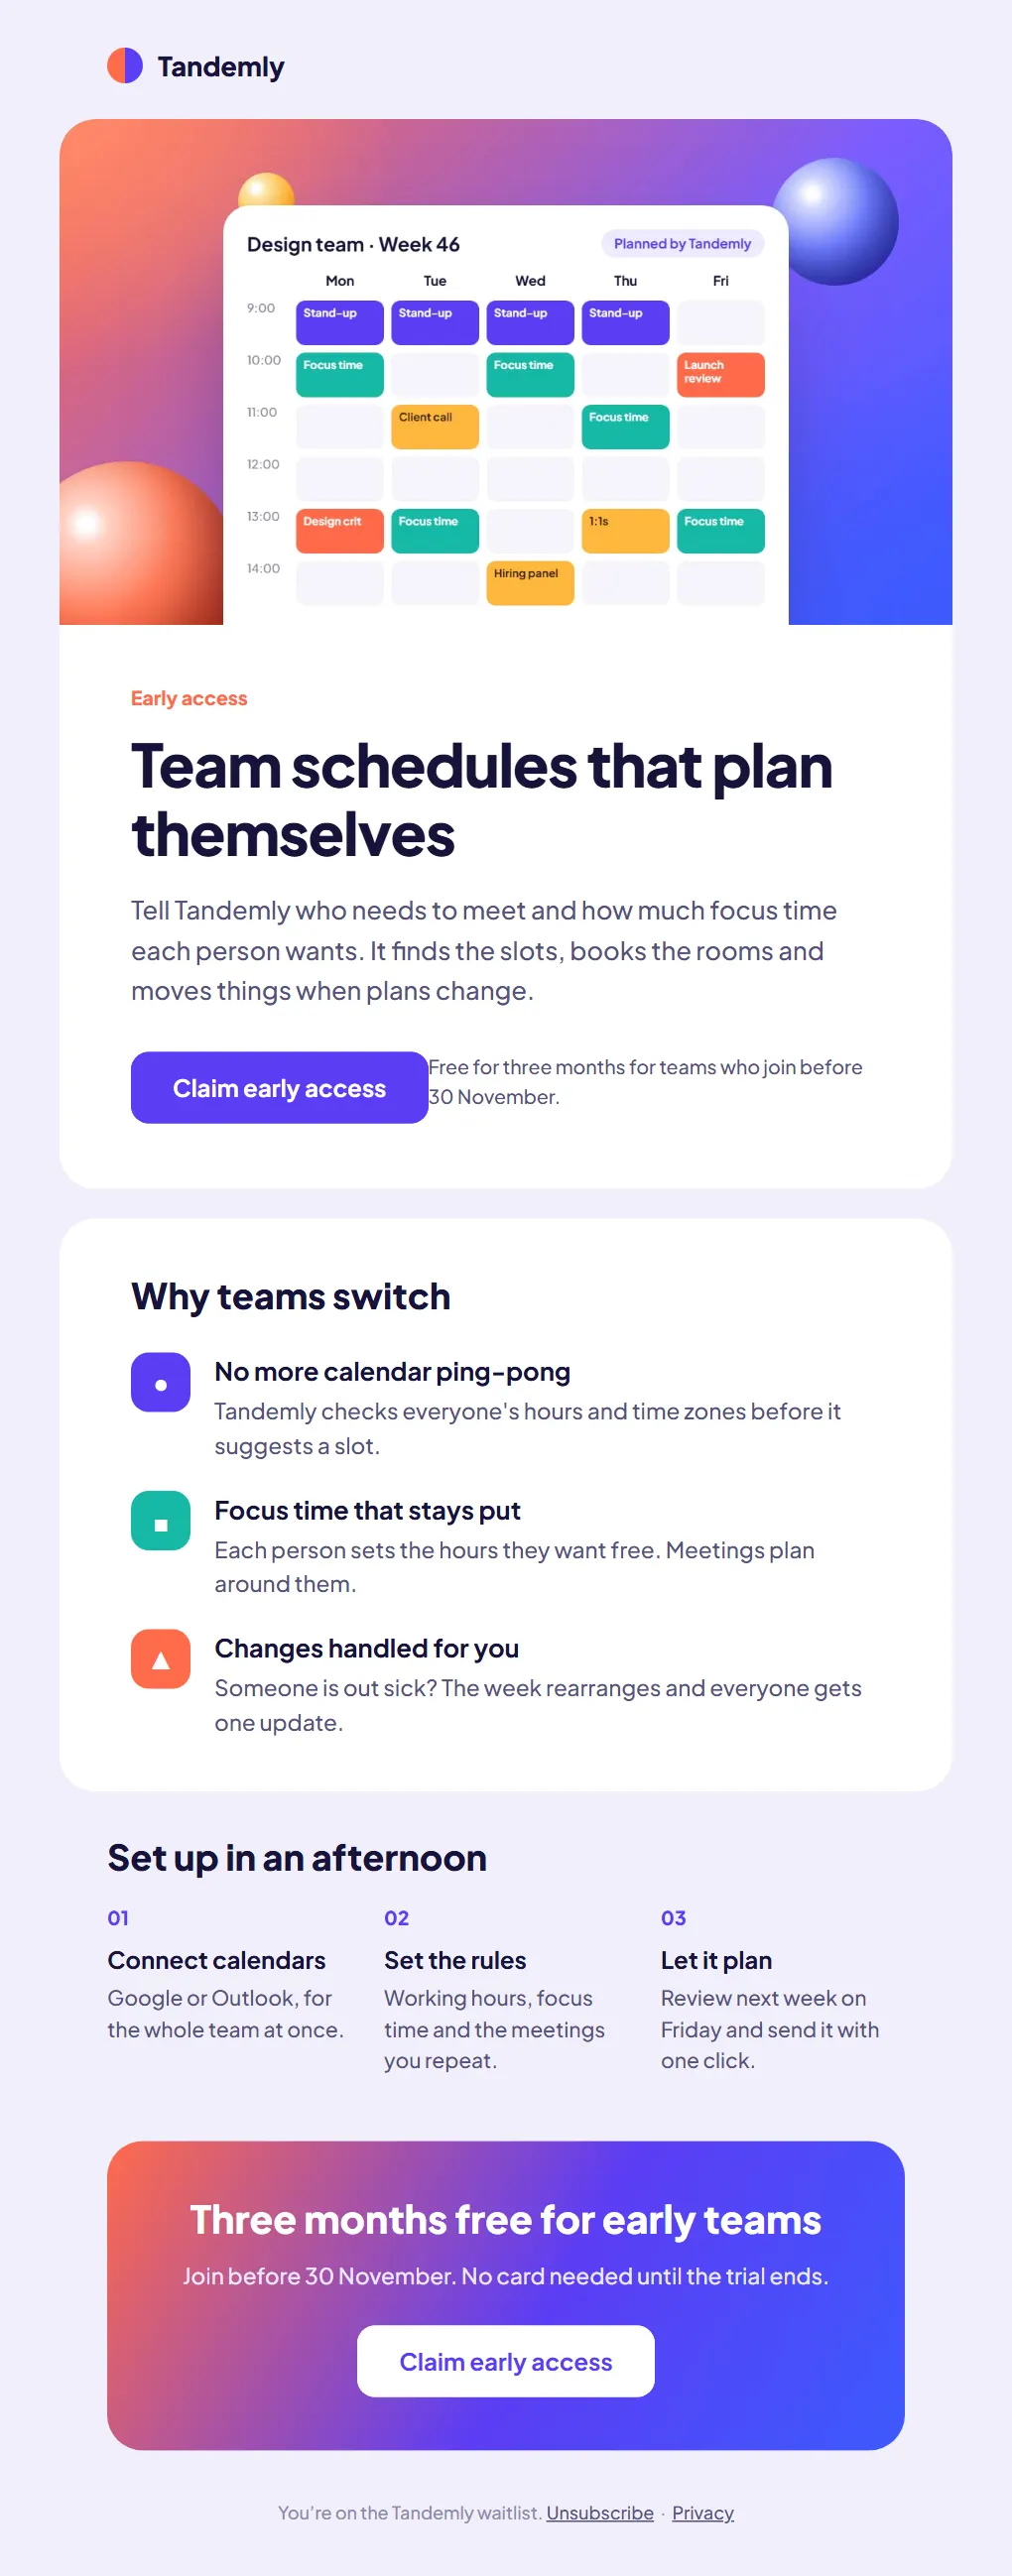 Tandemly
Design team · Week 46
Planned by Tandemly
Mon Tue Wed Thu Fri
9:00 Stand-up Stand-up Stand-up Stand-up
10:00 Focus time Focus time Launch
review
11:00 Client call Focus time
12:00
13:00 Design crit Focus time 1:1s Focus time
14:00 Hiring panel
Early access
Team schedules that plan
themselves
Tell Tandemly who needs to meet and how much focus time
each person wants. It finds the slots, books the rooms and
moves things when plans change.
Claim early access
Free for three months for teams who join before
30 November.
Why teams switch
No more calendar ping-pong
Tandemly checks everyone's hours and time zones before it
suggests a slot.
Focus time that stays put
Each person sets the hours they want free. Meetings plan
around them.
Changes handled for you
Someone is out sick? The week rearranges and everyone gets
one update.
Set up in an afternoon
01
Connect calendars
Google or Outlook, for
the whole team at once.
02
Set the rules
Working hours, focus
time and the meetings
you repeat.
03
Let it plan
Review next week on
Friday and send it with
one click.
Three months free for early teams
Join before 30 November. No card needed until the trial ends.
Claim early access
You’re on the Tandemly waitlist. Unsubscribe · Privacy